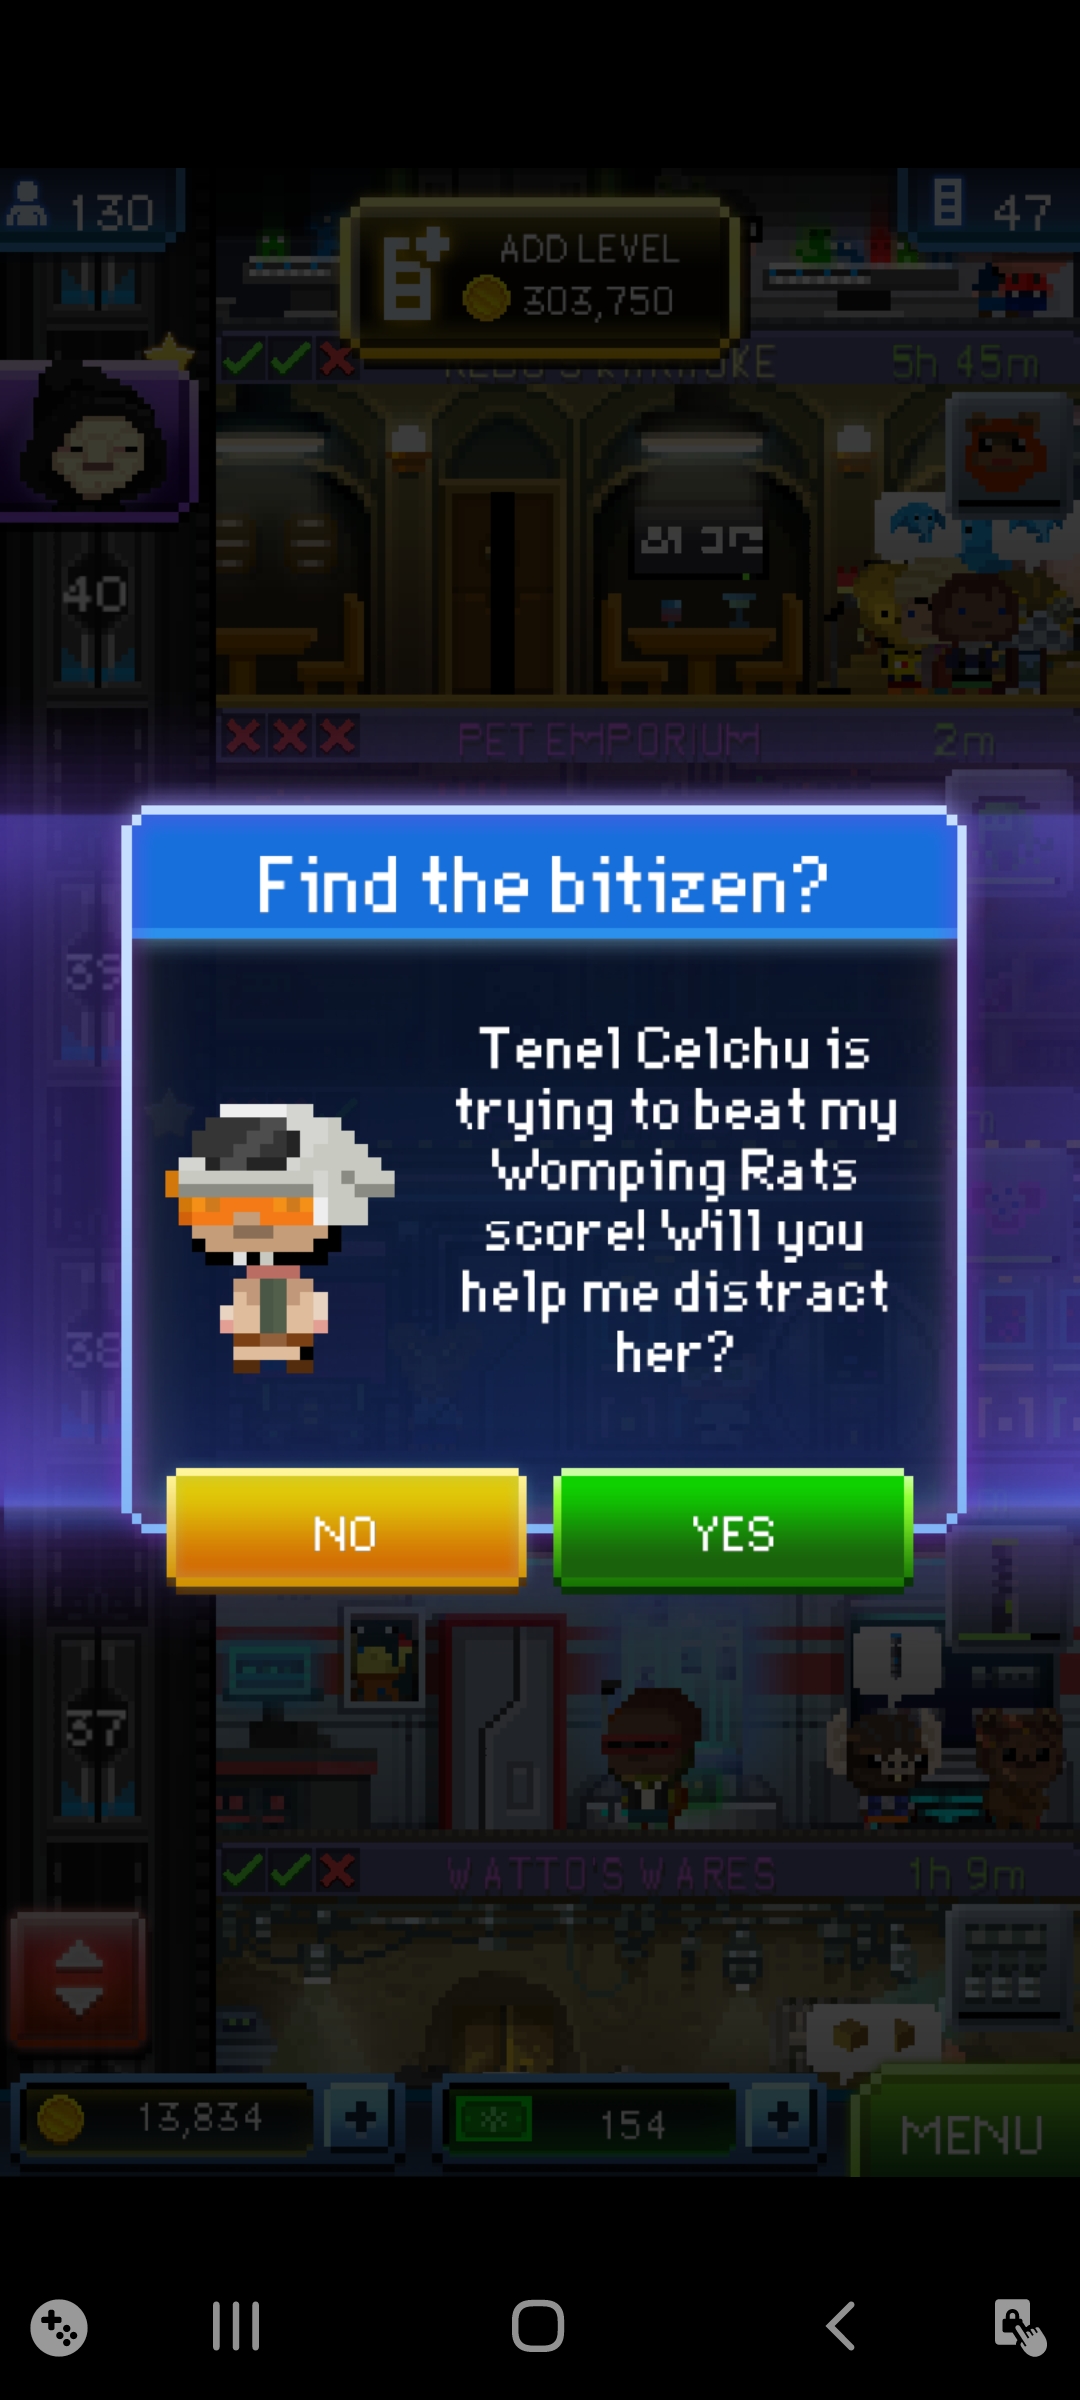 130
47
ADD LEVEL
303,750
5h 45m
40
PET EMPORIUM
2m
Find the bitizen?
39
Tenel Celchu is
trying to beat my
Womping Rats
score! Will you
help me distract
her?
38
NO
YES
37
WATTO'S WARES
1h 9m
13,834
154
MENU